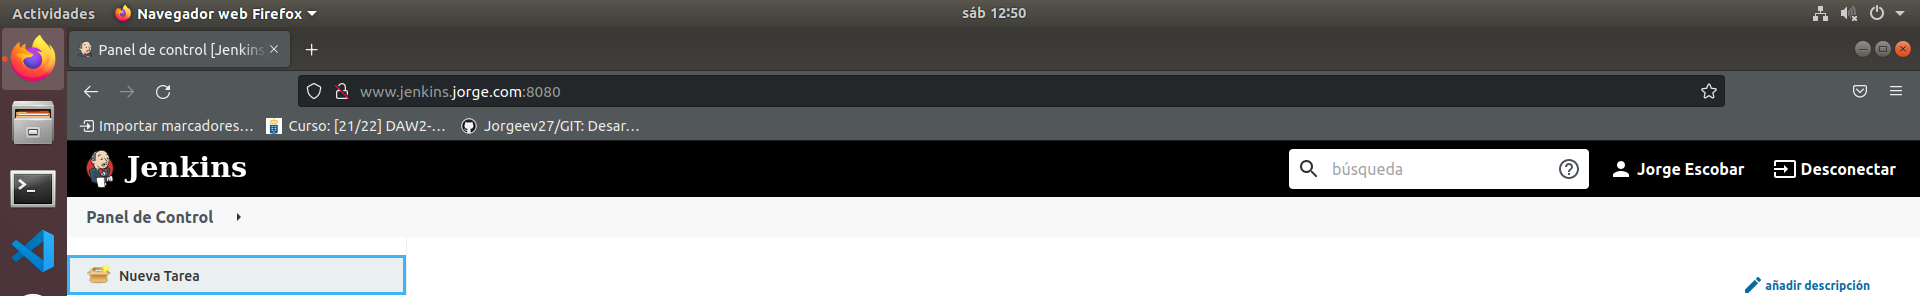 Actividades Navegador web Firefox sáb 12:50
Panel de control [Jenkins
www.jenkins.jorge.com:8080
Importar marcadores... Curso: [21/22] DAW2-... Jorgeev27/GIT: Desar...
Jenkins búsqueda Jorge Escobar Desconectar
Panel de Control
Nueva Tarea
añadir descripción